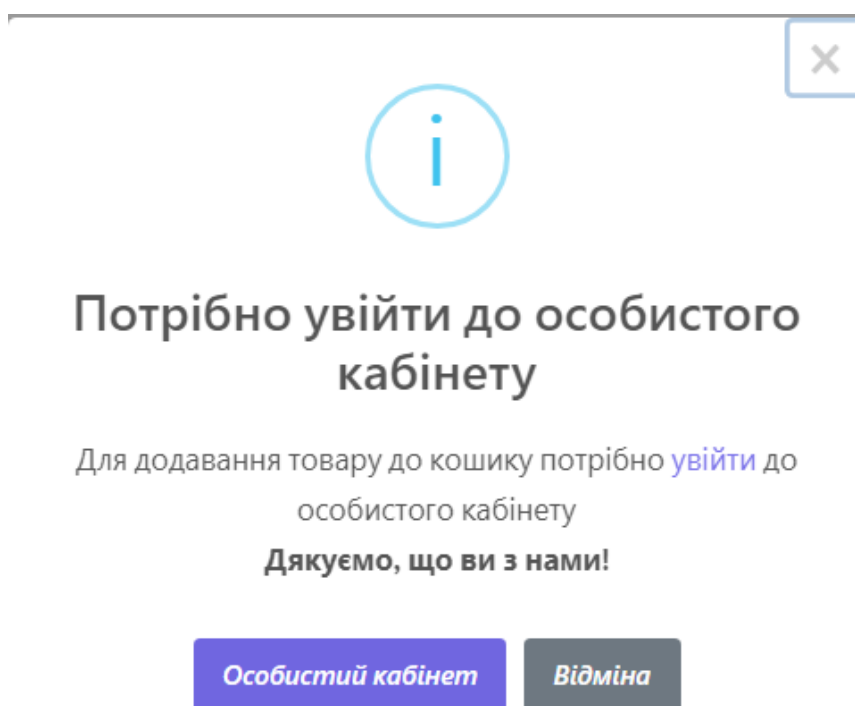 Потрібно увійти до особистого
кабінету
Для додавання товару до кошику потрібно увійти до
особистого кабінету
Дякуємо, що ви з нами!
Особистий кабінет Відміна